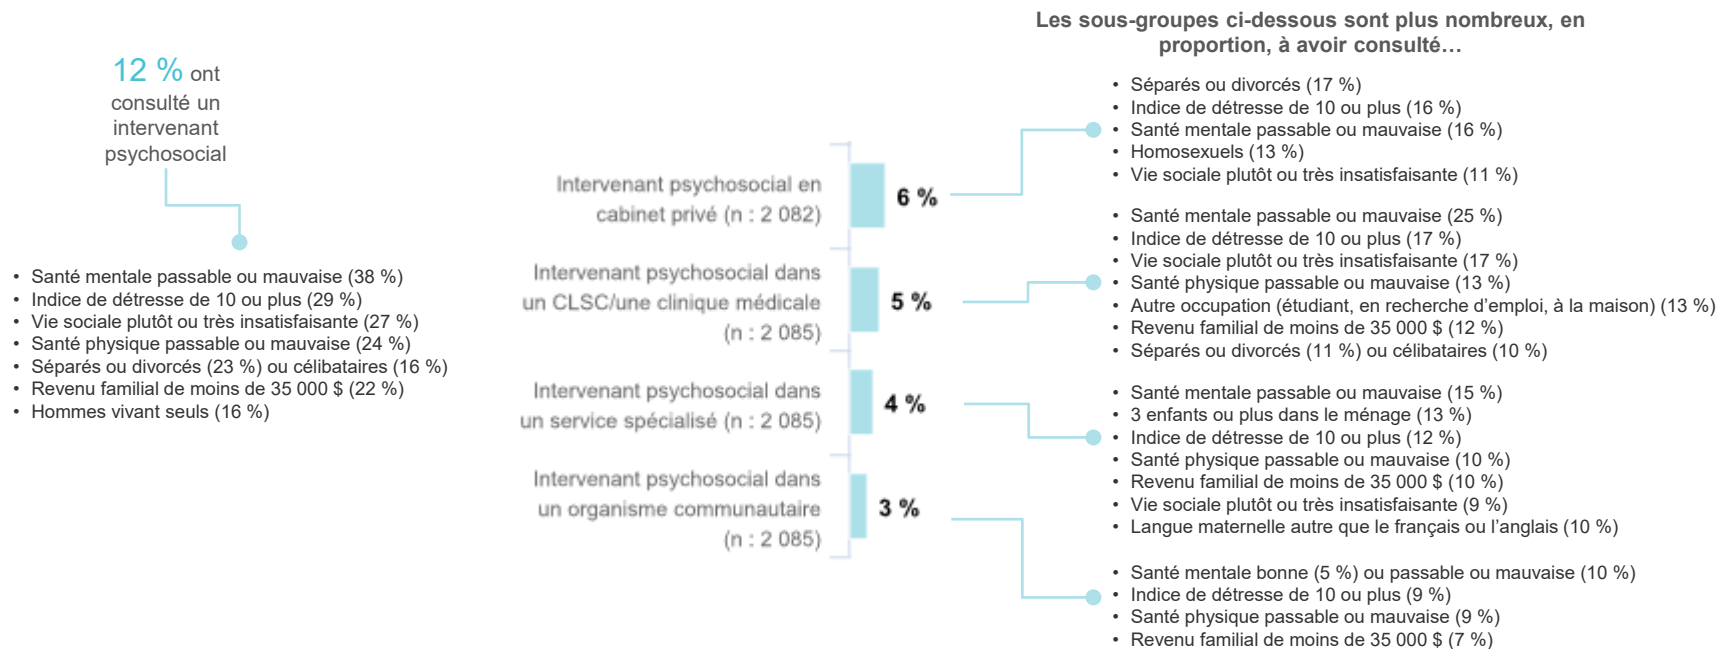 Les sous-groupes ci-dessous sont plus nombreux, en
proportion, à avoir consulté…
12 % ont
consulté un
intervenant
psychosocial
• Santé mentale passable ou mauvaise (38 %)
• Indice de détresse de 10 ou plus (29 %)
• Vie sociale plutôt ou très insatisfaisante (27 %)
• Santé physique passable ou mauvaise (24 %)
• Séparés ou divorcés (23 %) ou célibataires (16 %)
• Revenu familial de moins de 35 000 $ (22 %)
• Hommes vivant seuls (16 %)
Intervenant psychosocial en
cabinet privé (n : 2 082)
6 %
Intervenant psychosocial dans
un CLSC/une clinique médicale
(n : 2 085)
5 %
Intervenant psychosocial dans
un service spécialisé (n : 2 085)
4 %
Intervenant psychosocial dans
un organisme communautaire
(n : 2 085)
3 %
• Séparés ou divorcés (17 %)
• Indice de détresse de 10 ou plus (16 %)
• Santé mentale passable ou mauvaise (16 %)
• Homosexuels (13 %)
• Vie sociale plutôt ou très insatisfaisante (11 %)
• Santé mentale passable ou mauvaise (25 %)
• Indice de détresse de 10 ou plus (17 %)
• Vie sociale plutôt ou très insatisfaisante (17 %)
• Santé physique passable ou mauvaise (13 %)
• Autre occupation (étudiant, en recherche d’emploi, à la maison) (13 %)
• Revenu familial de moins de 35 000 $ (12 %)
• Séparés ou divorcés (11 %) ou célibataires (10 %)
• Santé mentale passable ou mauvaise (15 %)
• 3 enfants ou plus dans le ménage (13 %)
• Indice de détresse de 10 ou plus (12 %)
• Santé physique passable ou mauvaise (10 %)
• Revenu familial de moins de 35 000 $ (10 %)
• Vie sociale plutôt ou très insatisfaisante (9 %)
• Langue maternelle autre que le français ou l’anglais (10 %)
• Santé mentale bonne (5 %) ou passable ou mauvaise (10 %)
• Indice de détresse de 10 ou plus (9 %)
• Santé physique passable ou mauvaise (9 %)
• Revenu familial de moins de 35 000 $ (7 %)